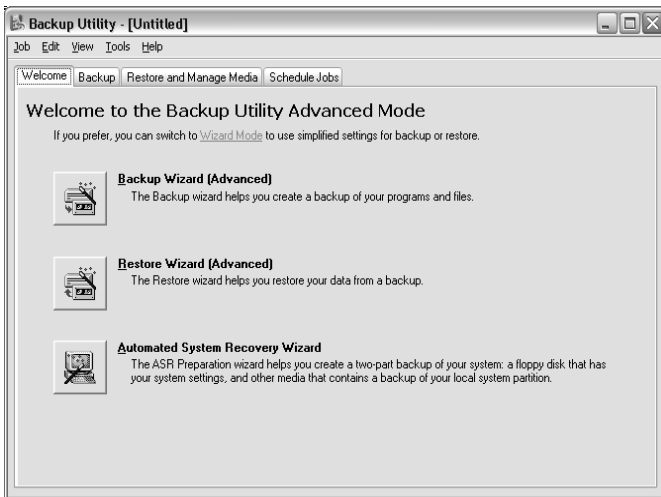 Backup Utility - [Untitled]
Job Edit View Tools Help
Welcome Backup Restore and Manage Media Schedule Jobs
Welcome to the Backup Utility Advanced Mode
If you prefer, you can switch to Wizard Mode to use simplified settings for backup or restore.
Backup Wizard (Advanced)
The Backup wizard helps you create a backup of your programs and files.
Restore Wizard (Advanced)
The Restore wizard helps you restore your data from a backup.
Automated System Recovery Wizard
The ASR Preparation wizard helps you create a two-part backup of your system: a floppy disk that has
your system settings, and other media that contains a backup of your local system partition.